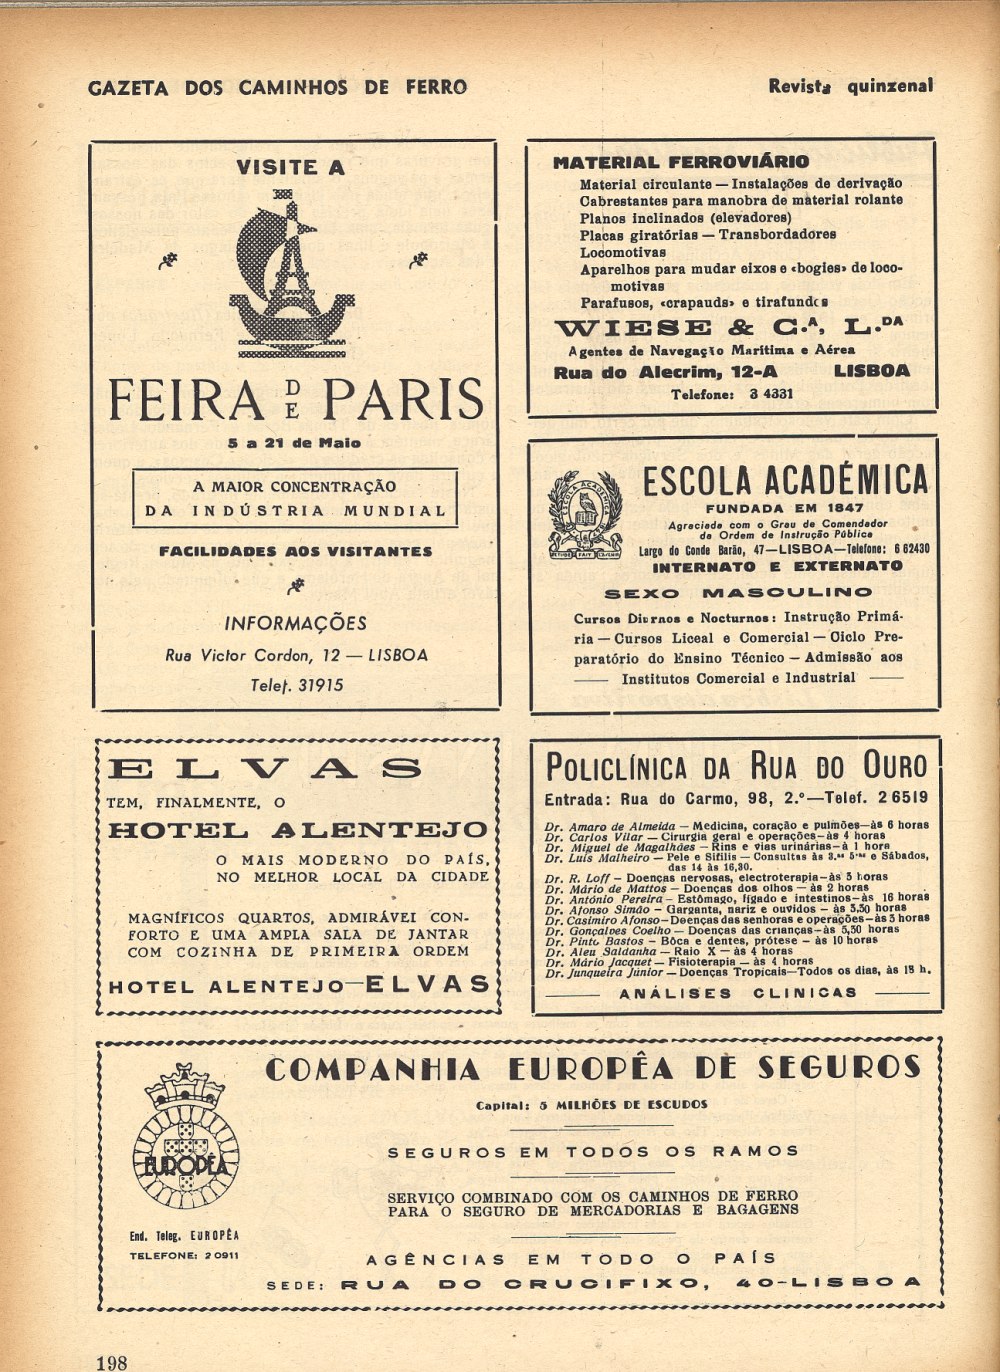 GAZETA DOS CAMINHOS DE FERRO
Revista quinzenal
VISITE A
FEIRA DE PARIS
5 a 21 de Maio
A MAIOR CONCENTRAÇÃO
DA INDÚSTRIA MUNDIAL
FACILIDADES AOS VISITANTES
INFORMAÇÕES
Rua Victor Cordon, 12 — LISBOA
Telef. 31915
MATERIAL FERROVIÁRIO
Material circulante — Instalações de derivação
Cabrestantes para manobra de material rolante
Planos inclinados (elevadores)
Placas giratórias — Transbordadores
Locomotivas
Aparelhos para mudar eixos e «bogies» de loco-
motivas
Parafusos, «crapauds» e tirafundos
WIESE & C.A, L.DA
Agentes de Navegação Marítima e Aérea
Rua do Alecrim, 12-A LISBOA
Telefone: 3 4331
ESCOLA ACADÉMICA
FUNDADA EM 1847
Agraciada com o Grau de Comendador
da Ordem de Instrução Pública
Largo do Conde Barão, 47—LISBOA—Telefone: 6 62430
INTERNATO E EXTERNATO
SEXO MASCULINO
Cursos Diurnos e Nocturnos: Instrução Primá-
ria — Cursos Liceal e Comercial — Ciclo Pre-
paratório do Ensino Técnico — Admissão aos
Institutos Comercial e Industrial
ELVAS
TEM, FINALMENTE, O
HOTEL ALENTEJO
O MAIS MODERNO DO PAÍS,
NO MELHOR LOCAL DA CIDADE
MAGNÍFICOS QUARTOS, ADMIRÁVEI CON-
FORTO E UMA AMPLA SALA DE JANTAR
COM COZINHA DE PRIMEIRA ORDEM
HOTEL ALENTEJO—ELVAS
POLICLÍNICA DA RUA DO OURO
Entrada: Rua do Carmo, 98, 2.º—Telef. 2 6519
Dr. Amaro de Almeida — Medicina, coração e pulmões—às 6 horas
Dr. Carlos Vilar — Cirurgia geral e operações—às 4 horas
Dr. Miguel de Magalhães — Rins e vias urinárias—à 1 hora
Dr. Luís Malheiro — Pele e Sífilis — Consultas às 3.as 5.as e Sábados,
das 14 às 16,30.
Dr. R. Loff — Doenças nervosas, electroterapia—às 5 horas
Dr. Mário de Mattos — Doenças dos olhos — às 2 horas
Dr. António Pereira — Estômago, fígado e intestinos—às 16 horas
Dr. Afonso Simão — Garganta, nariz e ouvidos — às 3,30 horas
Dr. Casimiro Afonso—Doenças das senhoras e operações—às 3 horas
Dr. Gonçalves Coelho — Doenças das crianças—às 5,30 horas
Dr. Pinto Bastos — Bôca e dentes, prótese — às 10 horas
Dr. Aleu Saldanha — Raio X — às 4 horas
Dr. Mário Jacquet — Fisioterapia — às 4 horas
Dr. Junqueira Júnior — Doenças Tropicais—Todos os dias, às 15 h.
ANÁLISES CLINICAS
COMPANHIA EUROPÊA DE SEGUROS
Capital: 5 MILHÕES DE ESCUDOS
EUROPÊA
SEGUROS EM TODOS OS RAMOS
SERVIÇO COMBINADO COM OS CAMINHOS DE FERRO
PARA O SEGURO DE MERCADORIAS E BAGAGENS
End. Teleg. EUROPÊA
TELEFONE: 2 0911
AGÊNCIAS EM TODO O PAÍS
SEDE: RUA DO CRUCIFIXO, 40-LISBOA
198